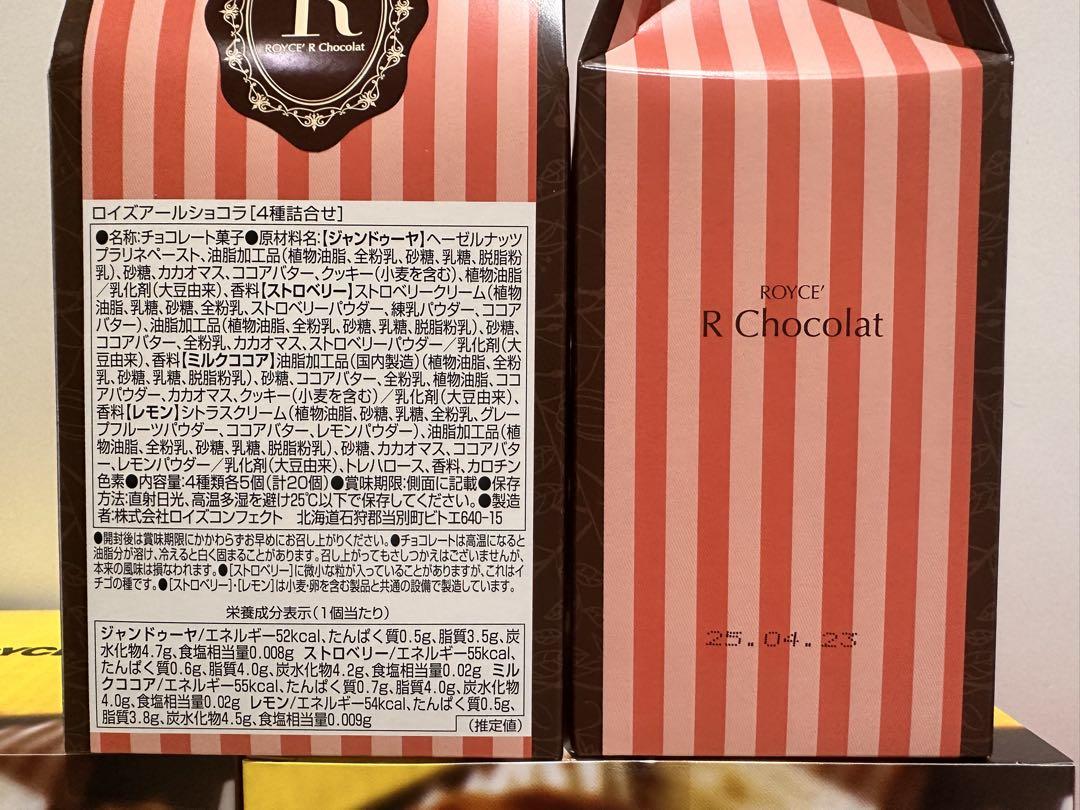 R
ROYCE' R Chocolat
ロイズアールショコラ[4種詰合せ]
●名称:チョコレート菓子●原材料名:【ジャンドゥーヤ】ヘーゼルナッツ
プラリネペースト、油脂加工品(植物油脂、全粉乳、砂糖、乳糖、脱脂粉
乳)、砂糖、カカオマス、ココアバター、クッキー(小麦を含む)、植物油脂
/乳化剤(大豆由来)、香料【ストロベリー】ストロベリークリーム(植物
油脂、乳糖、砂糖、全粉乳、ストロベリーパウダー、練乳パウダー、ココア
バター)、油脂加工品(植物油脂、全粉乳、砂糖、乳糖、脱脂粉乳)、砂糖、
ココアバター、全粉乳、カカオマス、ストロベリーパウダー/乳化剤(大
豆由来)、香料【ミルクココア】油脂加工品(国内製造)(植物油脂、全粉
乳、砂糖、乳糖、脱脂粉乳)、砂糖、ココアバター、全粉乳、植物油脂、ココ
アパウダー、カカオマス、クッキー(小麦を含む)/乳化剤(大豆由来)、
香料【レモン】シトラスクリーム(植物油脂、砂糖、乳糖、全粉乳、グレー
プフルーツパウダー、ココアバター、レモンパウダー)、油脂加工品(植
物油脂、全粉乳、砂糖、乳糖、脱脂粉乳)、砂糖、カカオマス、ココアバタ
ー、レモンパウダー/乳化剤(大豆由来)、トレハロース、香料、カロチン
色素●内容量:4種類各5個(計20個)●賞味期限:側面に記載●保存
方法:直射日光、高温多湿を避け25℃以下で保存してください。●製造
者:株式会社ロイズコンフェクト 北海道石狩郡当別町ビトエ640-15
●開封後は賞味期限にかかわらずお早めにお召し上がりください。●チョコレートは高温になると
油脂分が溶け、冷えると白く固まることがあります。召し上がってもさしつかえはございませんが、
本来の風味は損なわれます。●[ストロベリー]に微小な粒が入っていることがありますが、これはイ
チゴの種です。●[ストロベリー]・[レモン]は小麦・卵を含む製品と共通の設備で製造しています。
栄養成分表示(1個当たり)
ジャンドゥーヤ/エネルギー52kcal、たんぱく質0.5g、脂質3.5g、炭
水化物4.7g、食塩相当量0.008g ストロベリー/エネルギー55kcal、
たんぱく質0.6g、脂質4.0g、炭水化物4.2g、食塩相当量0.02g ミル
クココア/エネルギー55kcal、たんぱく質0.7g、脂質4.0g、炭水化物
4.0g、食塩相当量0.02g レモン/エネルギー54kcal、たんぱく質0.5g、
脂質3.8g、炭水化物4.5g、食塩相当量0.009g
(推定値)
ROYCE'
R Chocolat
25.04.23